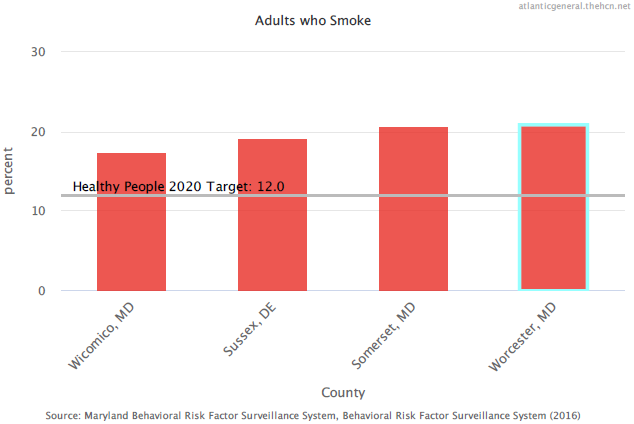 atlanticgeneral.thehcn.net
Adults who Smoke
30
20
10
0
percent
Healthy People 2020 Target: 12.0
Wicomico, MD
Sussex, DE
Somerset, MD
Worcester, MD
County
Source: Maryland Behavioral Risk Factor Surveillance System, Behavioral Risk Factor Surveillance System (2016)